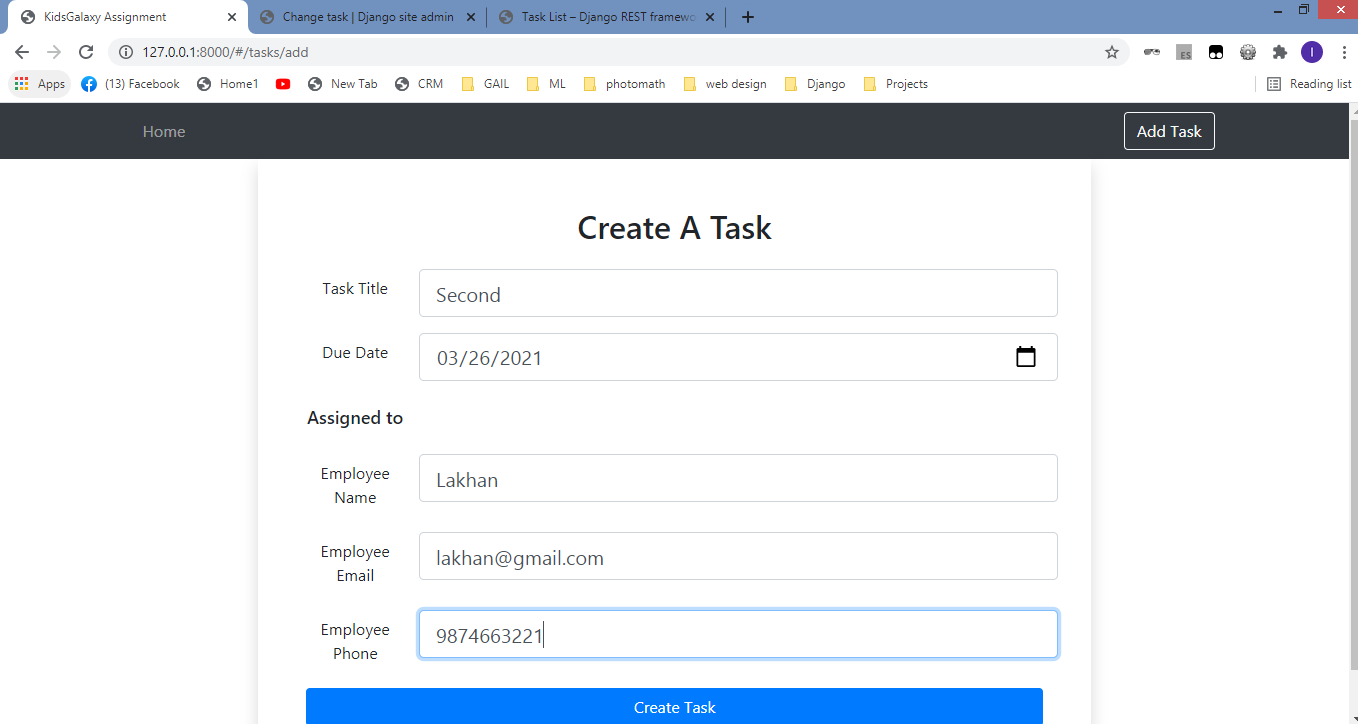 KidsGalaxy Assignment
Change task | Django site admin
Task List – Django REST framewo
127.0.0.1:8000/#/tasks/add
ES
I
Apps
(13) Facebook
Home1
New Tab
CRM
GAIL
ML
photomath
web design
Django
Projects
Reading list
Home
Add Task
Create A Task
Task Title
Second
Due Date
03/26/2021
Assigned to
Employee
Name
Lakhan
Employee
Email
lakhan@gmail.com
Employee
Phone
9874663221
Create Task